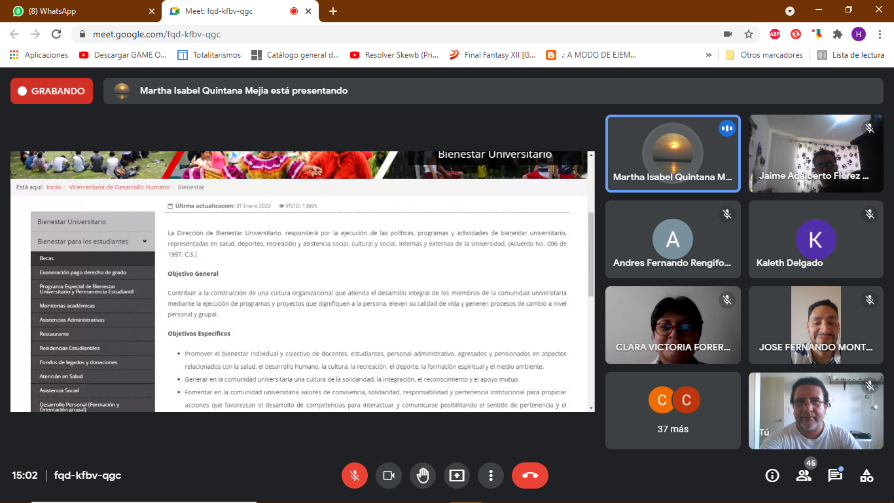 (8) WhatsApp
Meet: fqd-kfbv-qgc
meet.google.com/fqd-kfbv-qgc
ABP
H
Aplicaciones
Descargar GAME O...
Totalitarismos
Catálogo general d...
Resolver Skewb (Pri...
Final Fantasy XII [G...
.: A MODO DE EJEM...
»
Otros marcadores
Lista de lectura
GRABANDO
Martha Isabel Quintana Mejia está presentando
Bienestar Universitario
Está aquí: Inicio / Vicerrectoría de Desarrollo Humano / Bienestar
Última actualización: 31 Enero 2020 VISTO: 13695
Bienestar Universitario
Bienestar para los estudiantes
Becas
Exoneración pago derecho de grado
Programa Especial de Bienestar
Universitario y Permanencia Estudiantil
Monitorias académicas
Asistencias Administrativas
Restaurante
Residencias Estudiantiles
Fondos de legados y donaciones
Atención en Salud
Asistencia Social
Desarrollo Personal (Formación y
Orientación grupal)
La Dirección de Bienestar Universitario, responderá por la ejecución de las políticas, programas y actividades de bienestar universitario,
representadas en salud, deportes, recreación y asistencia social, cultural y social, internas y externas de la Universidad, (Acuerdo No. 006 de
1997, C.S.)
Objetivo General
Contribuir a la construcción de una cultura organizacional que atienda el desarrollo integral de los miembros de la comunidad universitaria
mediante la ejecución de programas y proyectos que dignifiquen a la persona, eleven su calidad de vida y generen procesos de cambio a nivel
personal y grupal.
Objetivos Específicos
• Promover el bienestar individual y colectivo de docentes, estudiantes, personal administrativo, egresados y pensionados en aspectos
relacionados con la salud, el desarrollo humano, la cultura, la recreación, el deporte, la formación espiritual y el medio ambiente.
• Generar en la comunidad universitaria una cultura de la solidaridad, la integración, el reconocimiento y el apoyo mutuo.
• Fomentar en la comunidad universitaria valores de convivencia, solidaridad, responsabilidad y pertenencia institucional para propiciar
acciones que favorezcan el desarrollo de competencias para interactuar y comunicarse posibilitando el sentido de pertenencia y el
Martha Isabel Quintana M...
Jaime Adalberto Florez ...
A
Andres Fernando Rengifo...
K
Kaleth Delgado
CLARA VICTORIA FORER...
JOSE FERNANDO MONT...
C
C
37 más
Tú
15:02 | fqd-kfbv-qgc
46